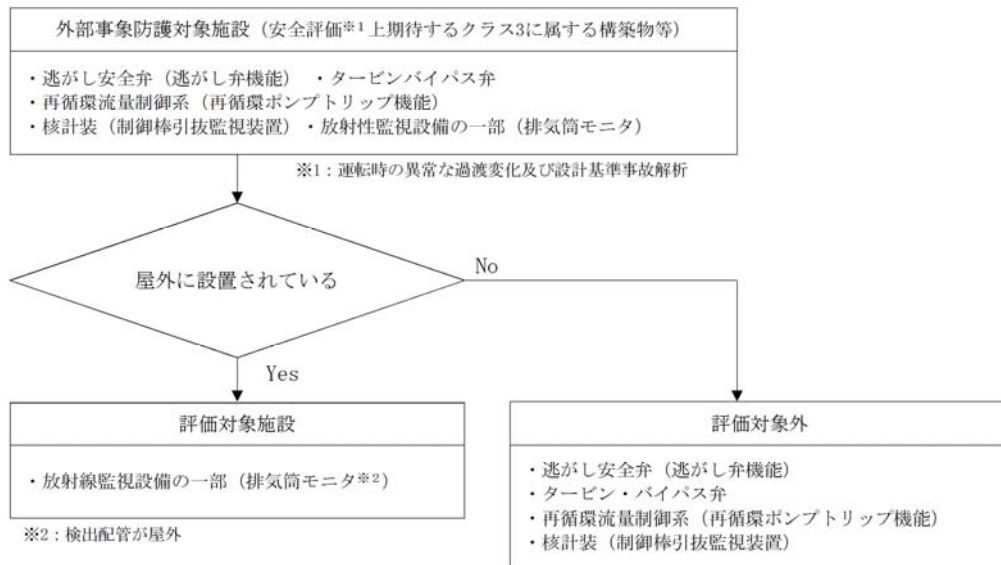 外部事象防護対象施設（安全評価※1上期待するクラス3に属する構築物等）
・逃がし安全弁（逃がし弁機能）　・タービンバイパス弁
・再循環流量制御系（再循環ポンプトリップ機能）
・核計装（制御棒引抜監視装置）・放射性監視設備の一部（排気筒モニタ）
※1：運転時の異常な過渡変化及び設計基準事故解析
屋外に設置されている
No
Yes
評価対象施設
・放射線監視設備の一部（排気筒モニタ※2）
※2：検出配管が屋外
評価対象外
・逃がし安全弁（逃がし弁機能）
・タービン・バイパス弁
・再循環流量制御系（再循環ポンプトリップ機能）
・核計装（制御棒引抜監視装置）